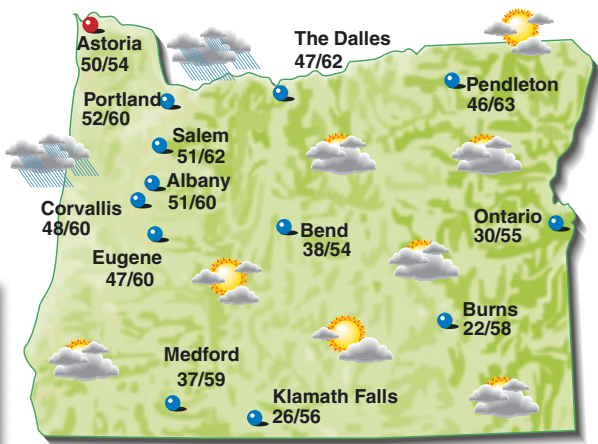 Astoria
50/54
The Dalles
47/62
Pendleton
46/63
Portland
52/60
Salem
51/62
Albany
51/60
Corvallis
48/60
Eugene
47/60
Bend
38/54
Ontario
30/55
Burns
22/58
Medford
37/59
Klamath Falls
26/56